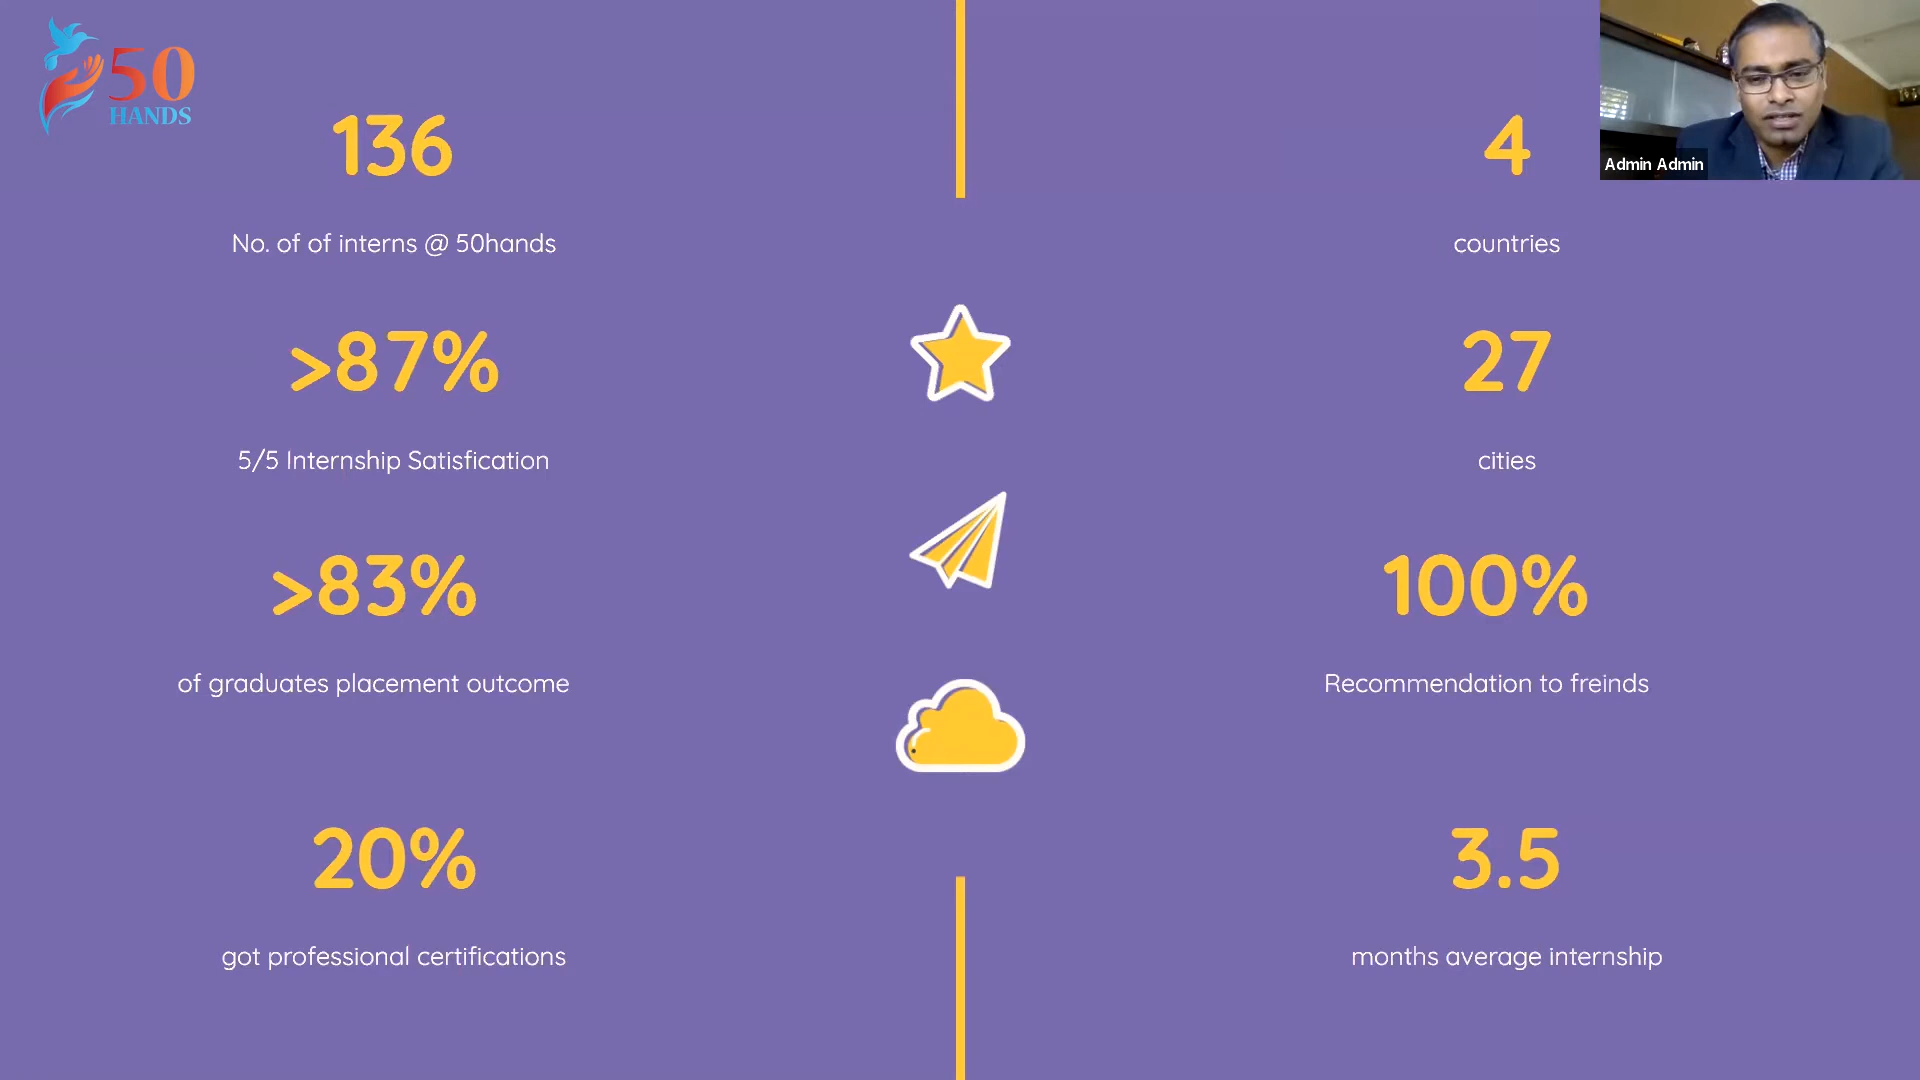 50
HANDS
136
No. of of interns @ 50hands
>87%
5/5 Internship Satisfication
>83%
of graduates placement outcome
20%
got professional certifications
4
countries
27
cities
100%
Recommendation to freinds
3.5
months average internship
Admin Admin